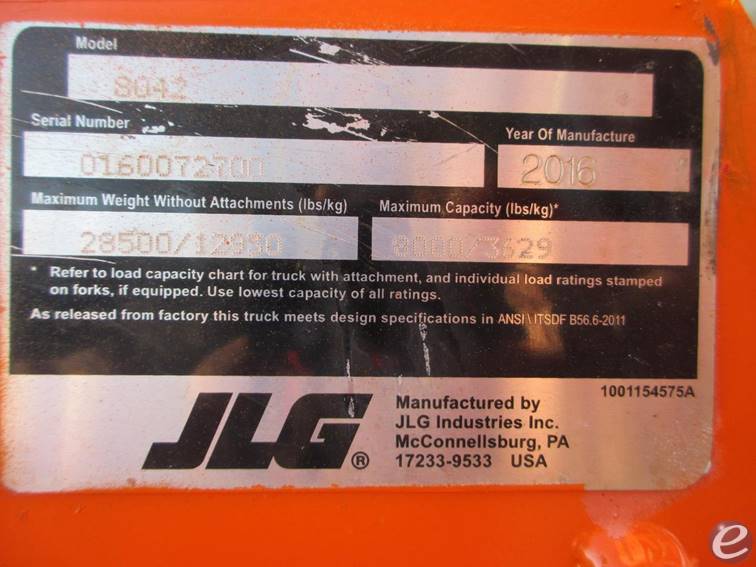 Model
8042
Serial Number
0160072700
Year Of Manufacture
2016
Maximum Weight Without Attachments (lbs/kg)
28500/12930
Maximum Capacity (lbs/kg)*
8000/3629
* Refer to load capacity chart for truck with attachment, and individual load ratings stamped
on forks, if equipped. Use lowest capacity of all ratings.
As released from factory this truck meets design specifications in ANSI \ ITSDF B56.6-2011
1001154575A
JLG®
Manufactured by
JLG Industries Inc.
McConnellsburg, PA
17233-9533 USA
e